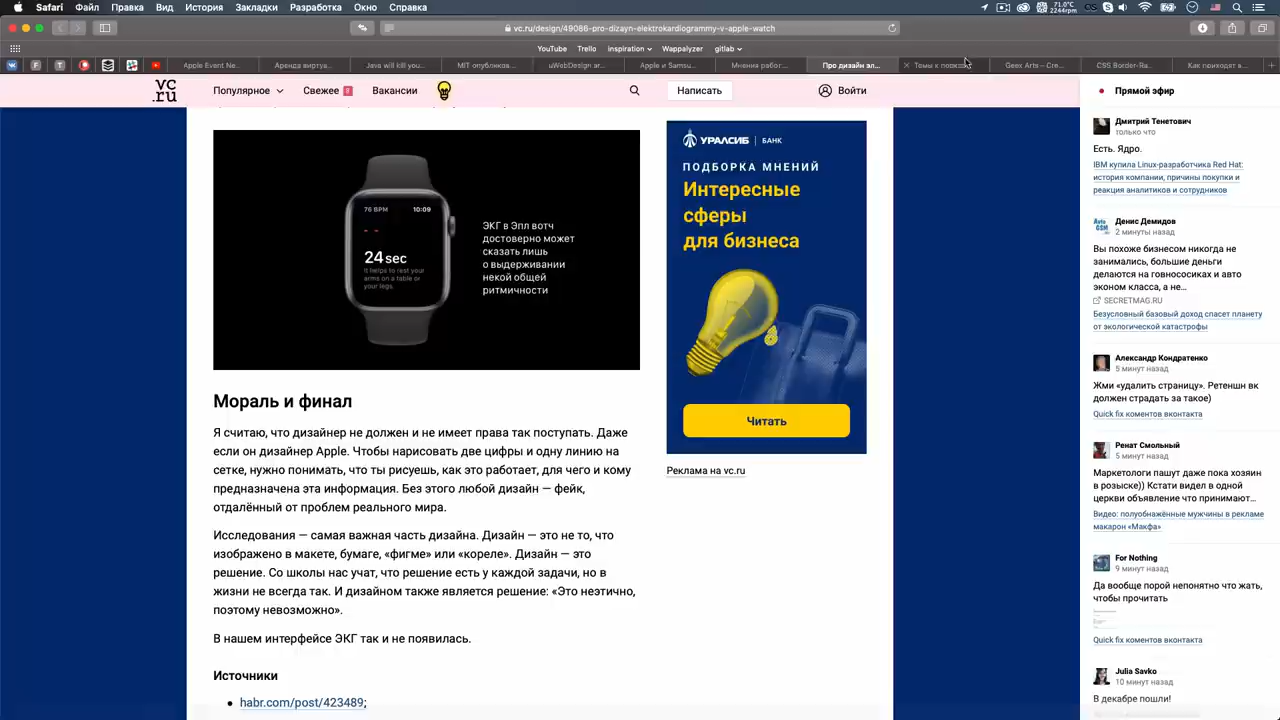 Safari Файл Правка Вид История Закладки Разработка Окно Справка
vc.ru/design/49086-pro-dizayn-elektrokardiogrammy-v-apple-watch
YouTube Trello inspiration Wappalyzer gitlab
Apple Event Ne... Аренда виртуа... Java will kill you... МІТ опубликов... uWebDesign ar... Apple и Samsu... Мнения рабо... Про дизайн эл... Geex Arts – Cre... CSS Border-Ra... Как приходят в...
vc.ru
Популярное Свежее Вакансии Написать Войти
76 BPM 10:09
24 sec
It helps to rest your
arms on a table or
your legs.
ЭКГ в Эпл вотч
достоверно может
сказать лишь
о выдерживании
некой общей
ритмичности
Мораль и финал
Я считаю, что дизайнер не должен и не имеет права так поступать. Даже
если он дизайнер Apple. Чтобы нарисовать две цифры и одну линию на
сетке, нужно понимать, что ты рисуешь, как это работает, для чего и кому
предназначена эта информация. Без этого любой дизайн — фейк,
отдалённый от проблем реального мира.
Исследования — самая важная часть дизайна. Дизайн — это не то, что
изображено в макете, бумаге, «фигме» или «кореле». Дизайн — это
решение. Со школы нас учат, что решение есть у каждой задачи, но в
жизни не всегда так. И дизайном также является решение: «Это неэтично,
поэтому невозможно».
В нашем интерфейсе ЭКГ так и не появилась.
Источники
habr.com/post/423489;
УРАЛСИБ | БАНК
ПОДБОРКА МНЕНИЙ
Интересные
сферы
для бизнеса
Читать
Реклама на vc.ru
Прямой эфир
Дмитрий Тенетович
только что
Есть. Ядро.
IBM купила Linux-разработчика Red Hat:
история компании, причины покупки и
реакция аналитиков и сотрудников
Денис Демидов
2 минуты назад
Вы похоже бизнесом никогда не
занимались, большие деньги
делаются на говнососиках и авто
эконом класса, а не...
SECRETMAG.RU
Безусловный базовый доход спасет планету
от экологической катастрофы
Александр Кондратенко
5 минут назад
Жми «удалить страницу». Ретеншн вк
должен страдать за такое)
Quick fix коментов вконтакта
Ренат Смольный
5 минут назад
Маркетологи пашут даже пока хозяин
в розыске)) Кстати видел в одной
церкви объявление что принимают...
Видео: полуобнажённые мужчины в рекламе
макарон «Макфа»
For Nothing
9 минут назад
Да вообще порой непонятно что жать,
чтобы прочитать
Quick fix коментов вконтакта
Julia Savko
10 минут назад
В декабре пошли!